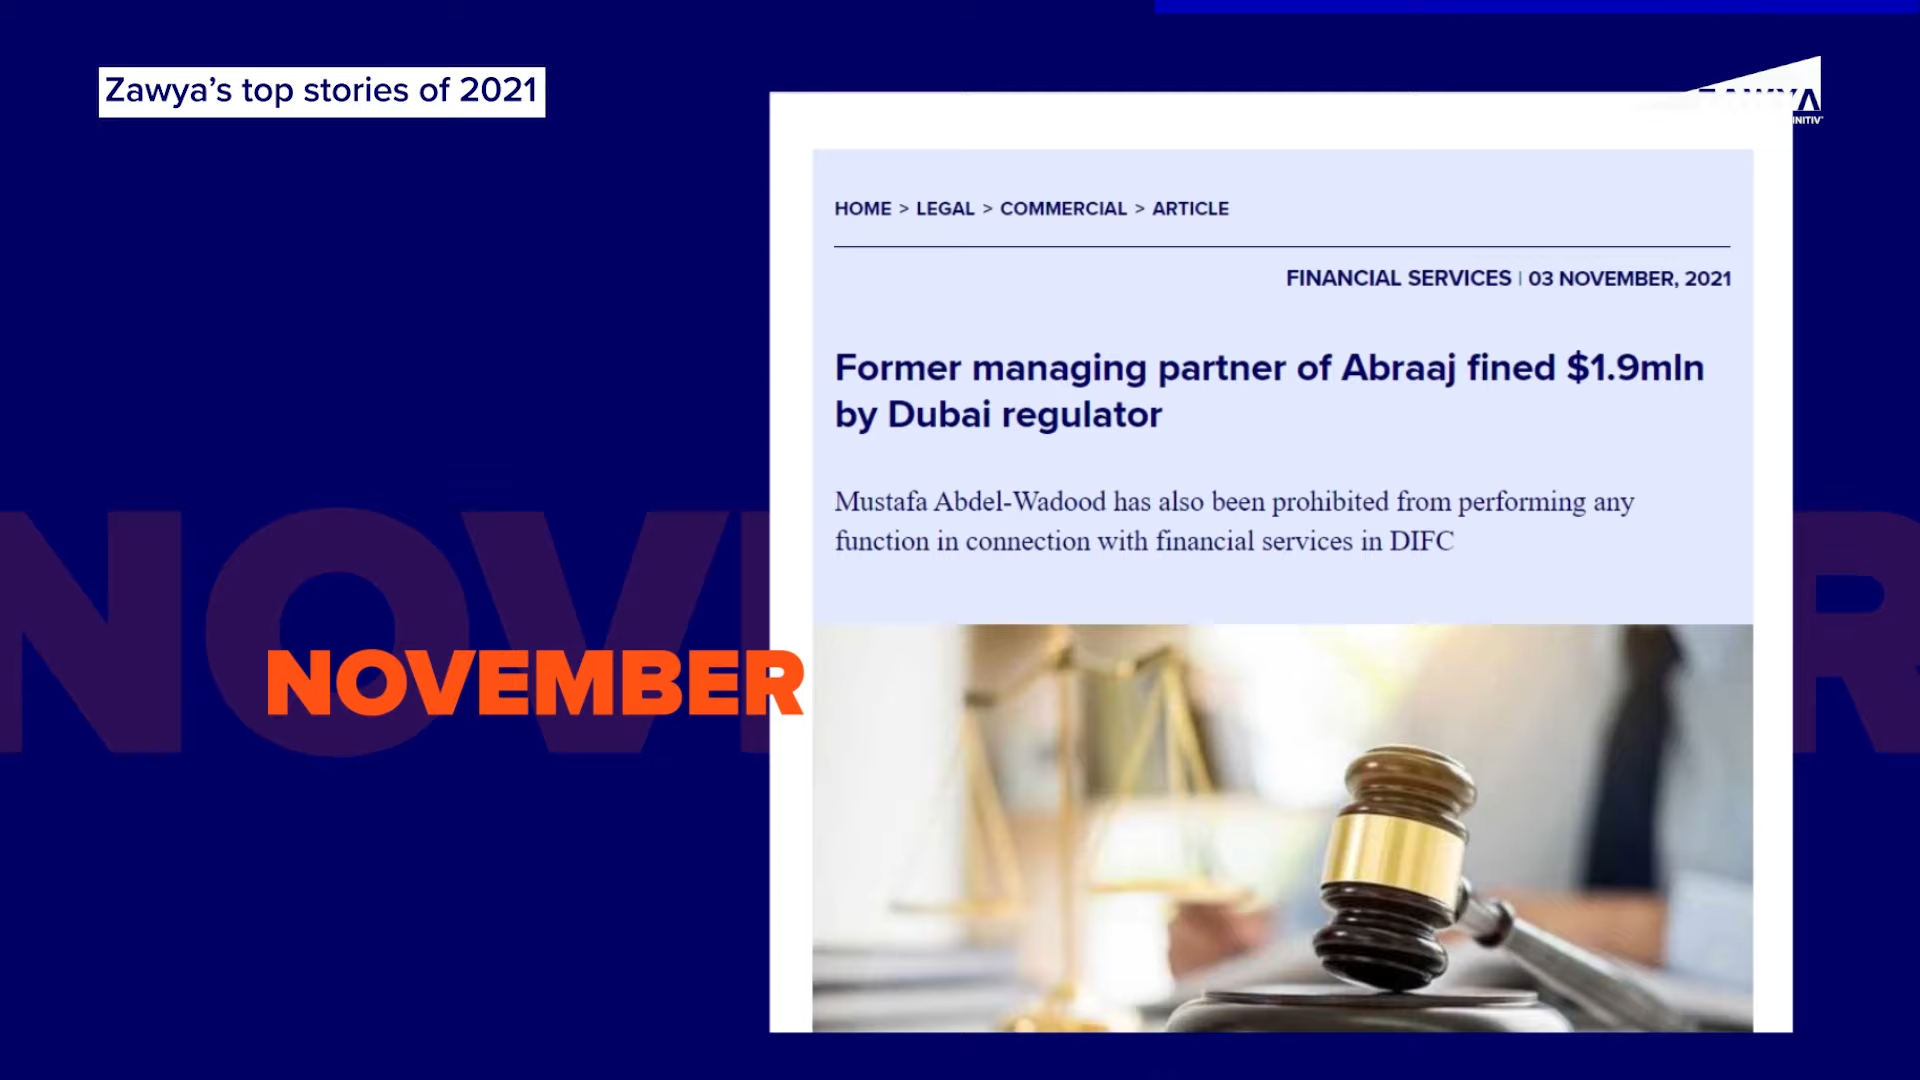 Zawya’s top stories of 2021
HOME > LEGAL > COMMERCIAL > ARTICLE
FINANCIAL SERVICES | 03 NOVEMBER, 2021
Former managing partner of Abraaj fined $1.9mln
by Dubai regulator
Mustafa Abdel-Wadood has also been prohibited from performing any
function in connection with financial services in DIFC
NOVEMBER